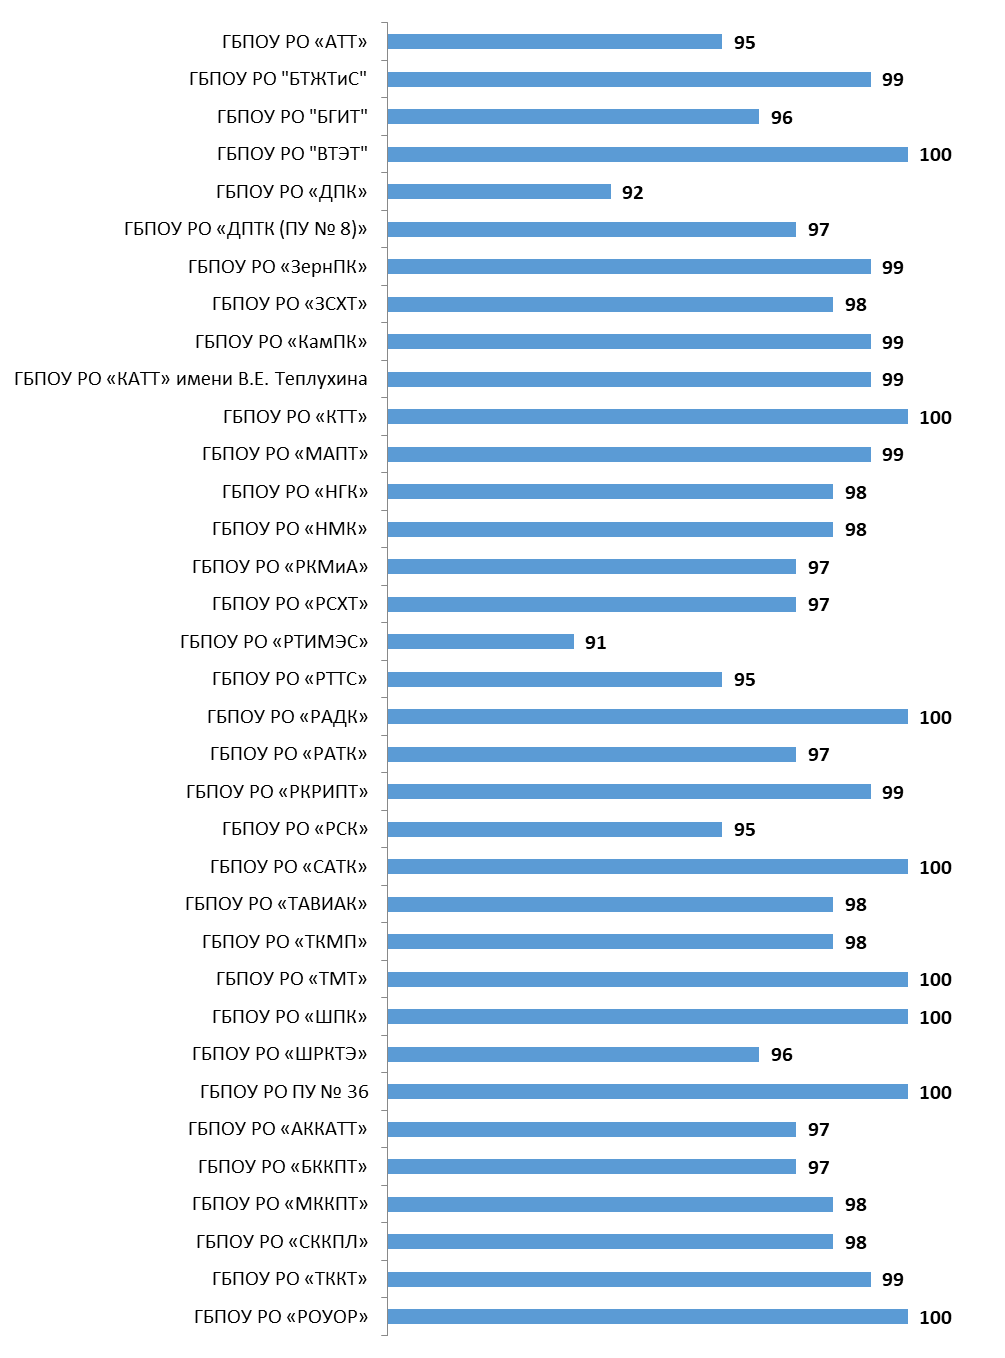 ГБПОУ РО «АТТ» 95
ГБПОУ РО "БТЖТиС" 99
ГБПОУ РО "БГИТ" 96
ГБПОУ РО "ВТЭТ" 100
ГБПОУ РО «ДПК» 92
ГБПОУ РО «ДПТК (ПУ № 8)» 97
ГБПОУ РО «ЗернПК» 99
ГБПОУ РО «ЗСХТ» 98
ГБПОУ РО «КамПК» 99
ГБПОУ РО «КАТТ» имени В.Е. Теплухина 99
ГБПОУ РО «КТТ» 100
ГБПОУ РО «МАПТ» 99
ГБПОУ РО «НГК» 98
ГБПОУ РО «НМК» 98
ГБПОУ РО «РКМиА» 97
ГБПОУ РО «РСХТ» 97
ГБПОУ РО «РТИМЭС» 91
ГБПОУ РО «РТТС» 95
ГБПОУ РО «РАДК» 100
ГБПОУ РО «РАТК» 97
ГБПОУ РО «РКРИПТ» 99
ГБПОУ РО «РСК» 95
ГБПОУ РО «САТК» 100
ГБПОУ РО «ТАВИАК» 98
ГБПОУ РО «ТКМП» 98
ГБПОУ РО «ТМТ» 100
ГБПОУ РО «ШПК» 100
ГБПОУ РО «ШРКТЭ» 96
ГБПОУ РО ПУ № 36 100
ГБПОУ РО «АККАТТ» 97
ГБПОУ РО «БККПТ» 97
ГБПОУ РО «МККПТ» 98
ГБПОУ РО «СККПЛ» 98
ГБПОУ РО «ТККТ» 99
ГБПОУ РО «РОУОР» 100